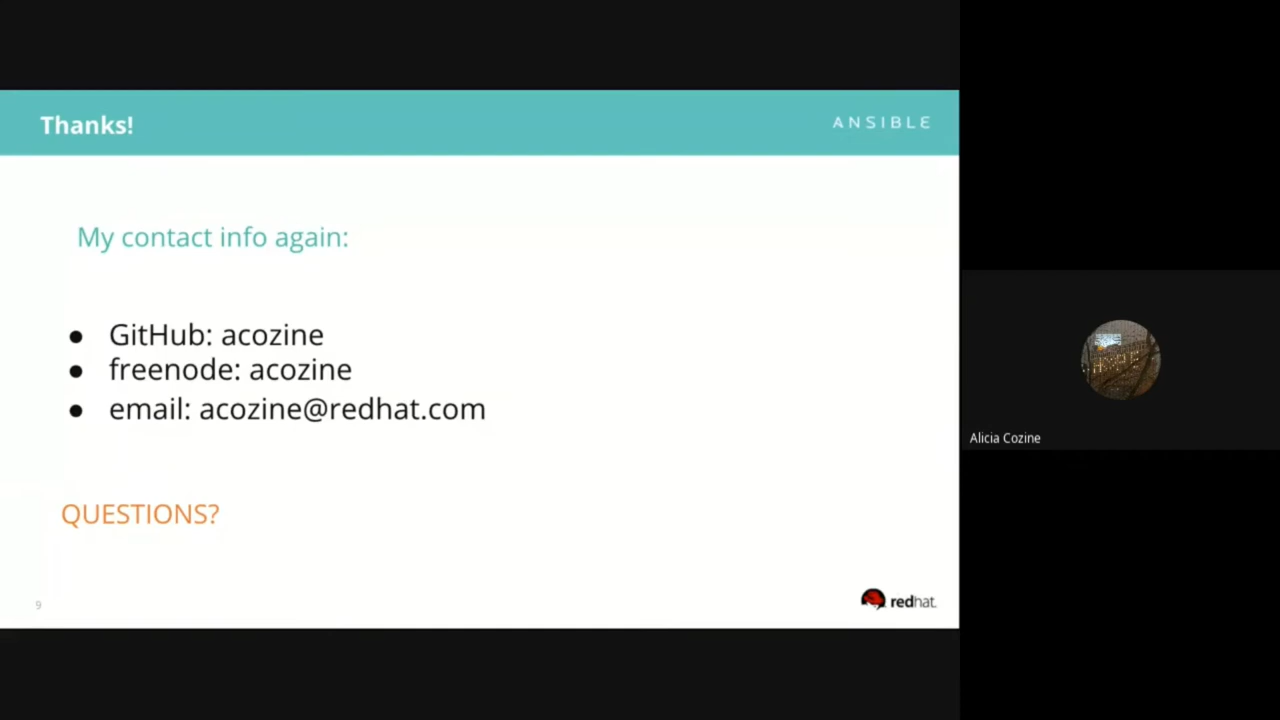 Thanks!
ANSIBLE
My contact info again:
● GitHub: acozine
● freenode: acozine
● email: acozine@redhat.com
QUESTIONS?
9
redhat.
Alicia Cozine